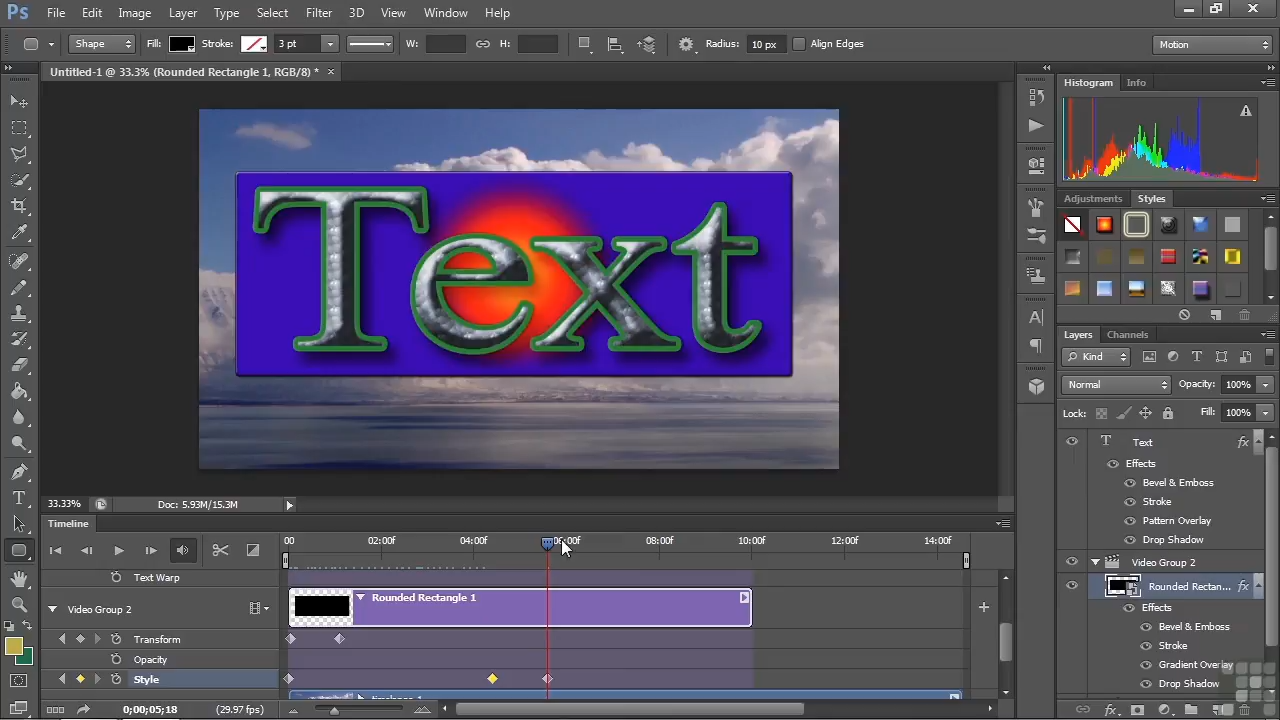 Ps File Edit Image Layer Type Select Filter 3D View Window Help
Shape Fill: Stroke: 3 pt W: H: Radius: 10 px Align Edges Motion
Untitled-1 @ 33.3% (Rounded Rectangle 1, RGB/8) * ×
Histogram Info
Text
Adjustments Styles
Layers Channels
Kind
Normal Opacity: 100%
Lock: Fill: 100%
T Text fx
Effects
Bevel & Emboss
Stroke
Pattern Overlay
Drop Shadow
Video Group 2
Rounded Rectan... fx
Effects
Bevel & Emboss
Stroke
Gradient Overlay
Drop Shadow
33.33% Doc: 5.93M/15.3M
Timeline
00 02:00f 04:00f 06:00f 08:00f 10:00f 12:00f 14:00f
Text Warp
Video Group 2 Rounded Rectangle 1
Transform
Opacity
Style
0;00;05;18 (29.97 fps)